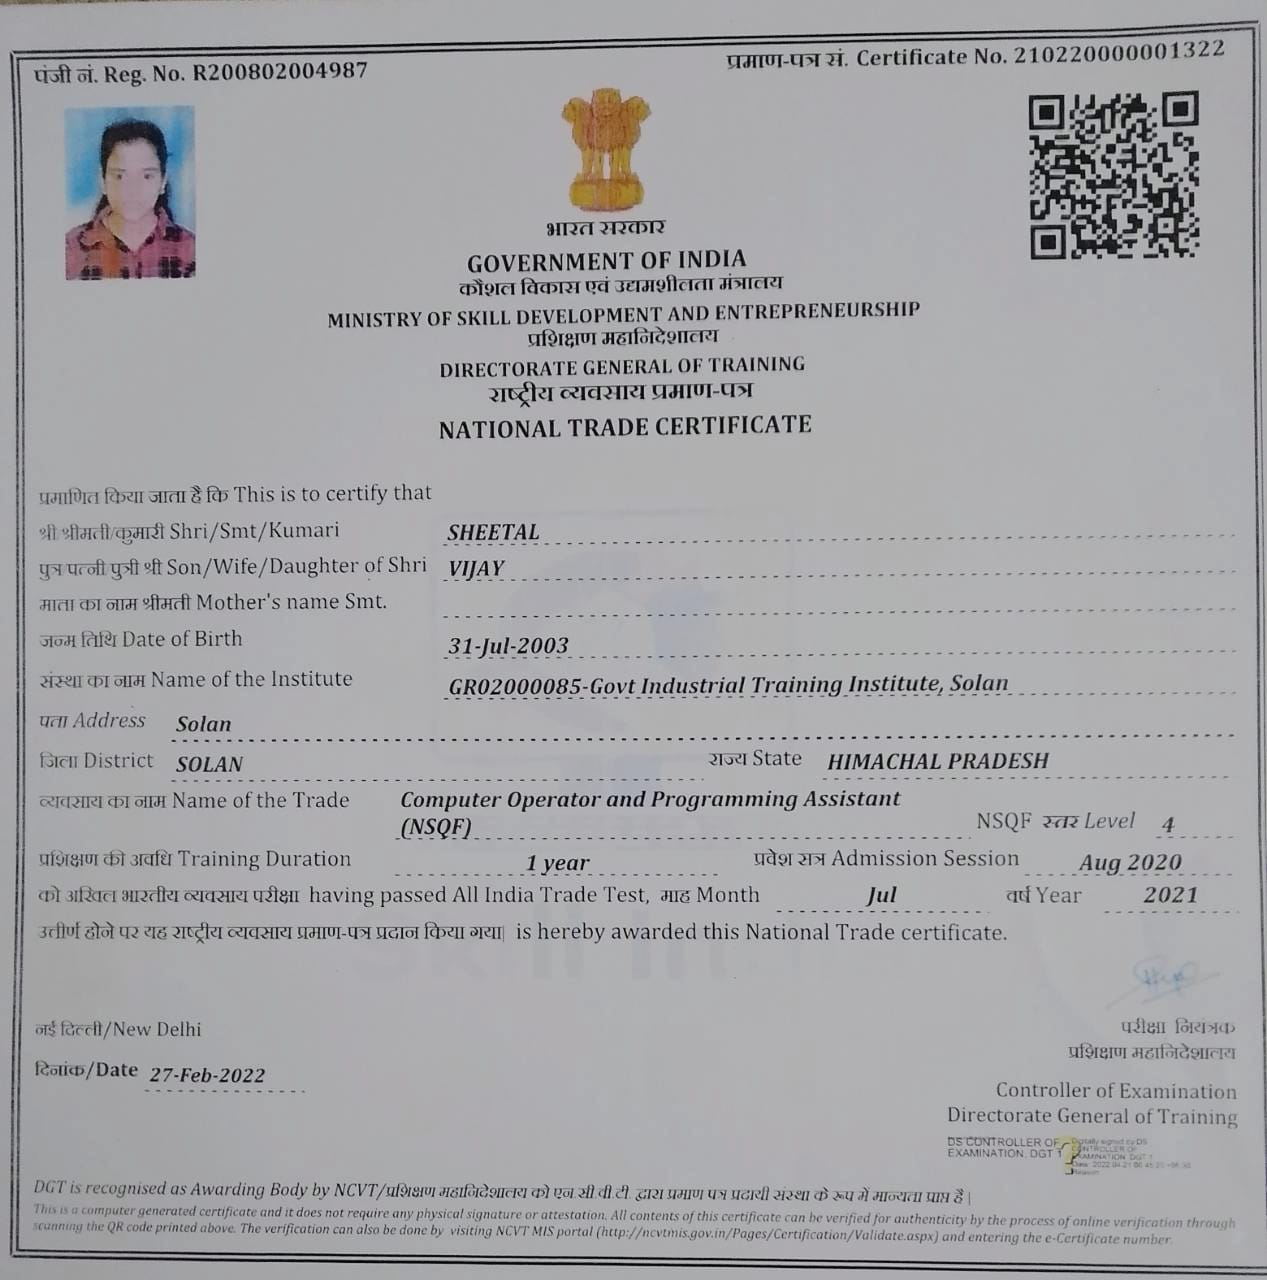 पंजी नं. Reg. No. R200802004987
प्रमाण-पत्र सं. Certificate No. 210220000001322
भारत सरकार
GOVERNMENT OF INDIA
कौशल विकास एवं उद्यमशीलता मंत्रालय
MINISTRY OF SKILL DEVELOPMENT AND ENTREPRENEURSHIP
प्रशिक्षण महानिदेशालय
DIRECTORATE GENERAL OF TRAINING
राष्ट्रीय व्यवसाय प्रमाण-पत्र
NATIONAL TRADE CERTIFICATE
प्रमाणित किया जाता है कि This is to certify that
श्री/श्रीमती/कुमारी Shri/Smt/Kumari SHEETAL
पुत्र/पत्नी/पुत्री श्री Son/Wife/Daughter of Shri VIJAY
माता का नाम श्रीमती Mother's name Smt.
जन्म तिथि Date of Birth 31-Jul-2003
संस्था का नाम Name of the Institute GR02000085-Govt Industrial Training Institute, Solan
पता Address Solan
जिला District SOLAN राज्य State HIMACHAL PRADESH
व्यवसाय का नाम Name of the Trade Computer Operator and Programming Assistant
(NSQF) NSQF स्तर Level 4
प्रशिक्षण की अवधि Training Duration 1 year प्रवेश सत्र Admission Session Aug 2020
को अखिल भारतीय व्यवसाय परीक्षा having passed All India Trade Test, माह Month Jul वर्ष Year 2021
उत्तीर्ण होने पर यह राष्ट्रीय व्यवसाय प्रमाण-पत्र प्रदान किया गया| is hereby awarded this National Trade certificate.
नई दिल्ली/New Delhi
दिनांक/Date 27-Feb-2022
परीक्षा नियंत्रक
प्रशिक्षण महानिदेशालय
Controller of Examination
Directorate General of Training
DS CONTROLLER OF
EXAMINATION, DGT 1
Digitally signed by DS
CONTROLLER OF
EXAMINATION, DGT 1
DGT is recognised as Awarding Body by NCVT/प्रशिक्षण महानिदेशालय को एन.सी.वी.टी. द्वारा प्रमाण पत्र प्रदायी संस्था के रूप में मान्यता प्राप्त है |
This is a computer generated certificate and it does not require any physical signature or attestation. All contents of this certificate can be verified for authenticity by the process of online verification through
scanning the QR code printed above. The verification can also be done by visiting NCVT MIS portal (http://ncvtmis.gov.in/Pages/Certification/Validate.aspx) and entering the e-Certificate number.